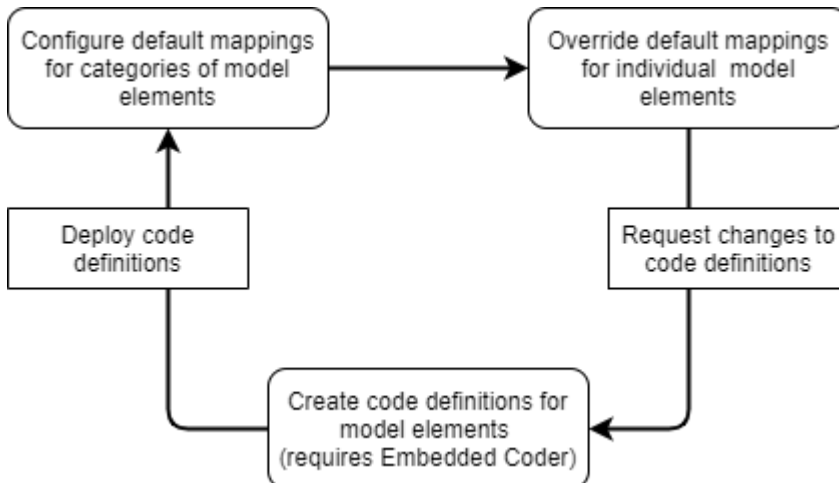 Configure default mappings
for categories of model
elements
Override default mappings
for individual model
elements
Deploy code
definitions
Request changes to
code definitions
Create code definitions for
model elements
(requires Embedded Coder)